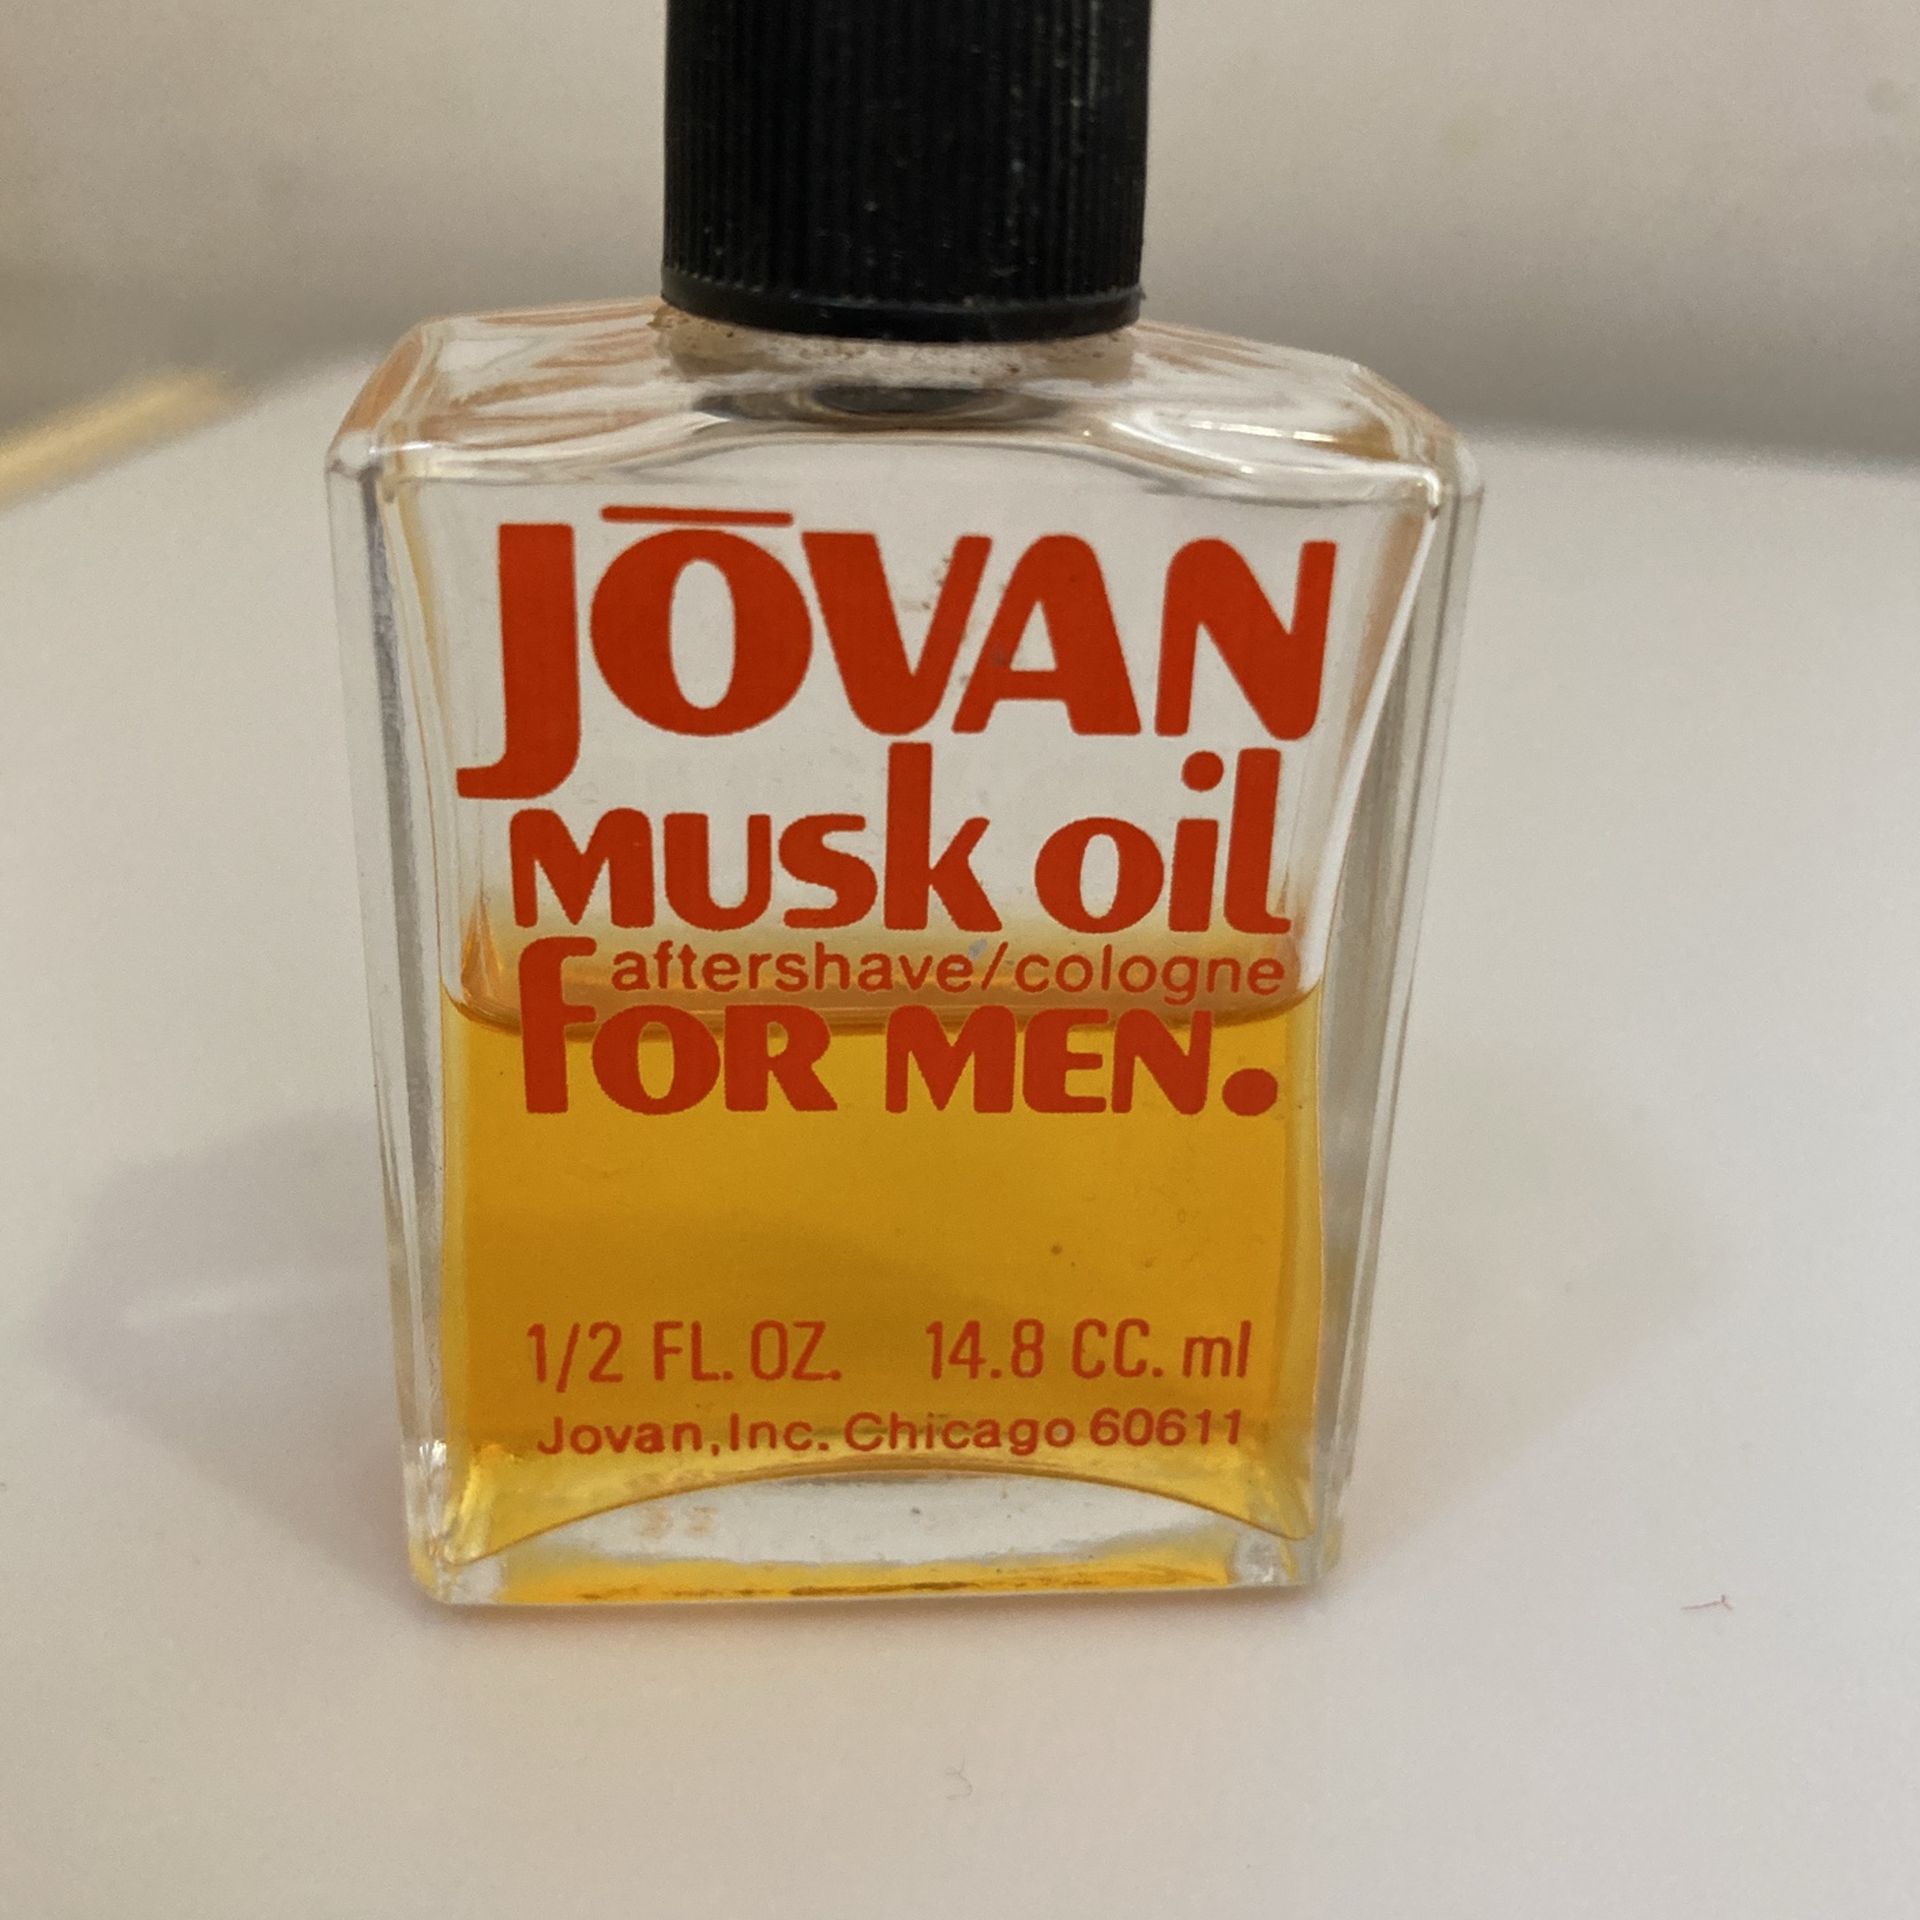 JŌVAN
MUSk oil
aftershave/cologne
fOR MEN.
1/2 FL. OZ. 14.8 CC. ml
Jovan, Inc. Chicago 60611